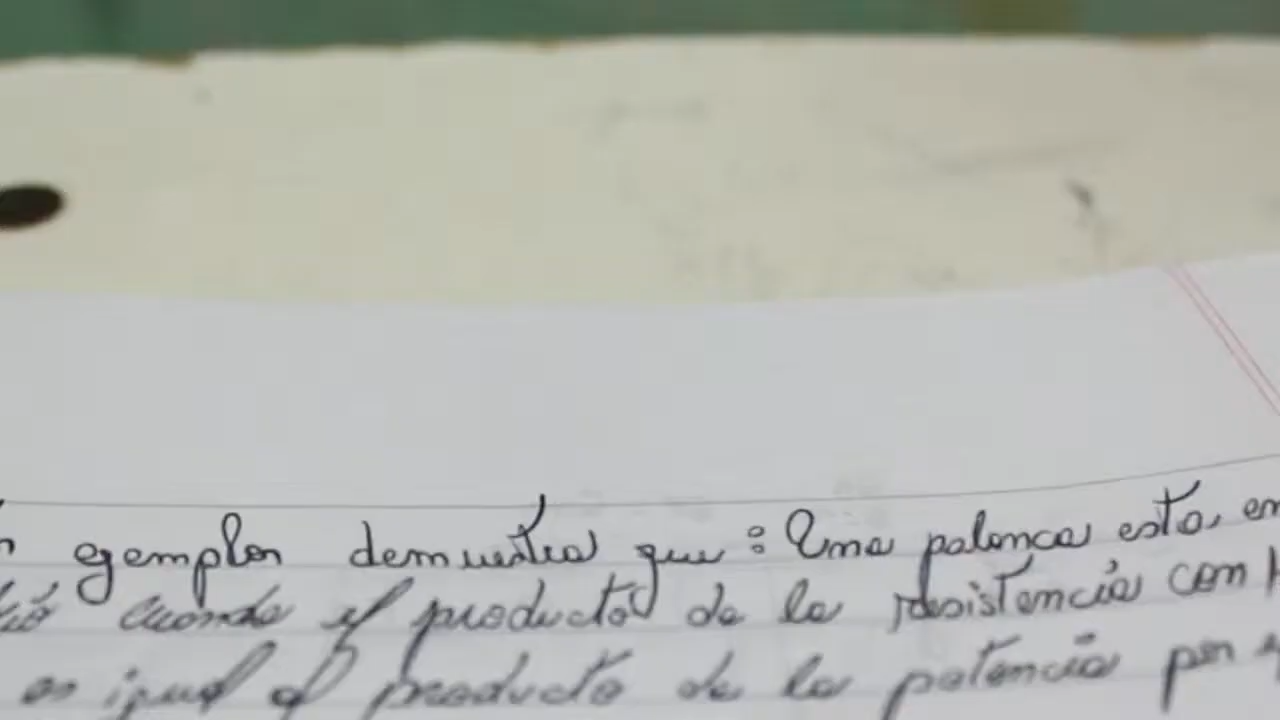 ejemplo demuestra que: Una palanca esta en
cuando el producto de la resistencia con
es igual al producto de la potencia por